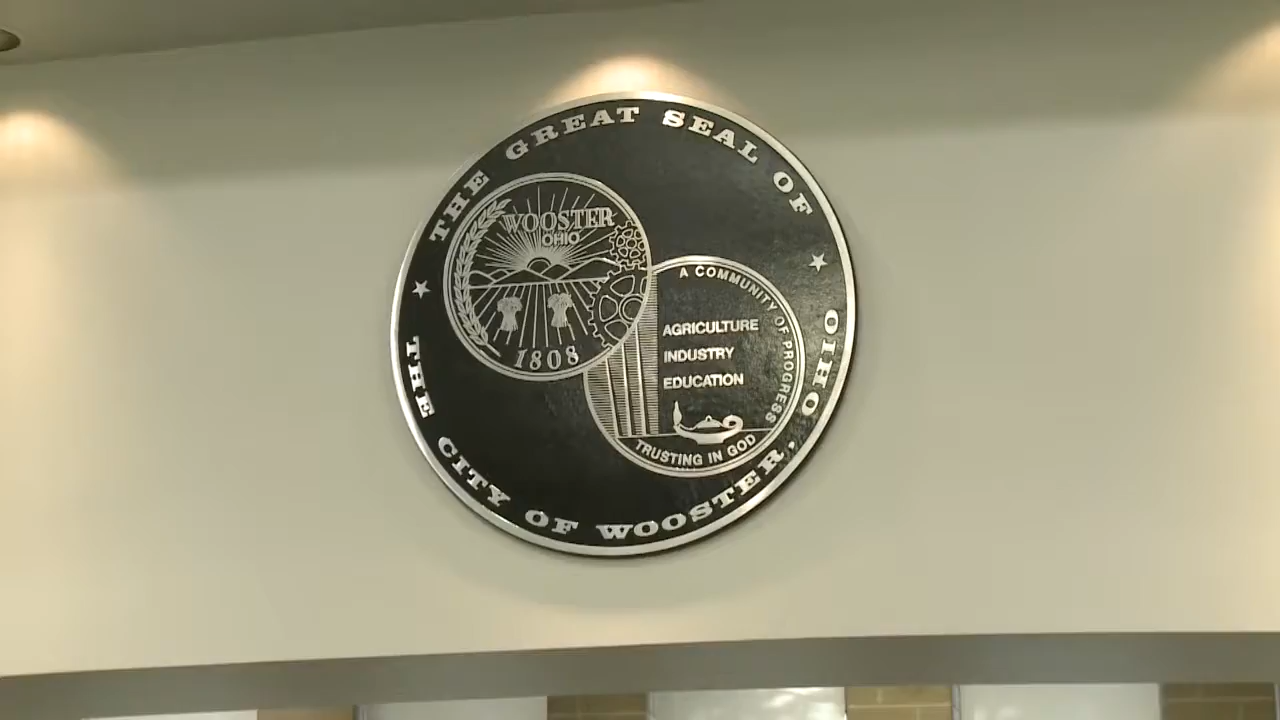 THE GREAT SEAL OF
THE CITY OF WOOSTER, OHIO
WOOSTER
OHIO
1808
A COMMUNITY OF PROGRESS
AGRICULTURE
INDUSTRY
EDUCATION
TRUSTING IN GOD